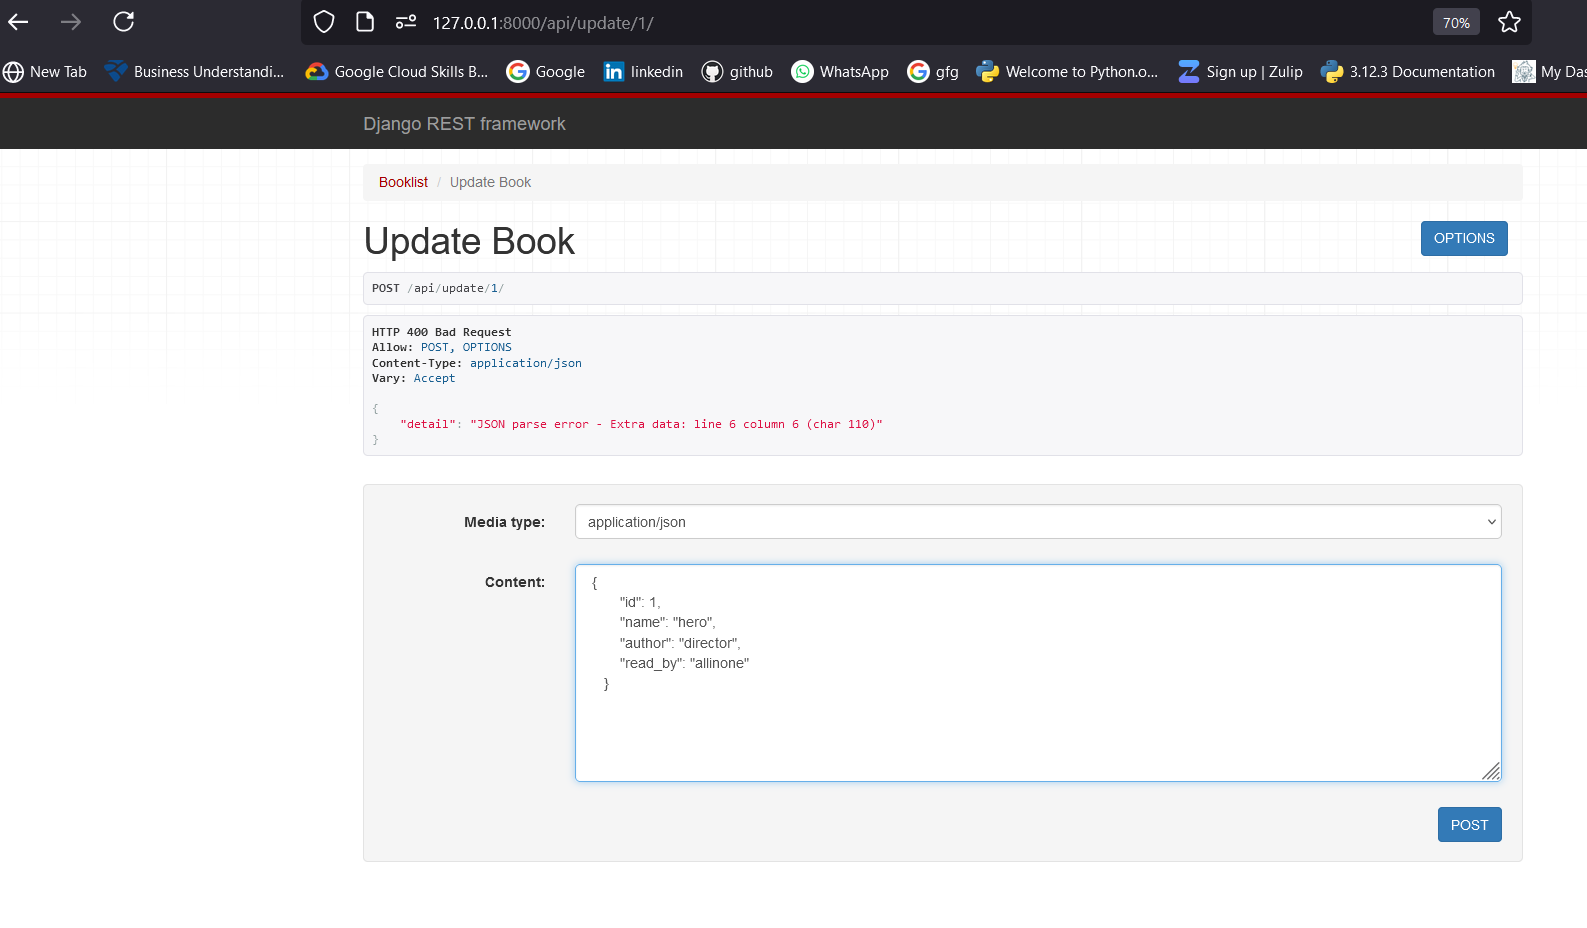 127.0.0.1:8000/api/update/1/
70%
New Tab
Business Understandi...
Google Cloud Skills B...
Google
linkedin
github
WhatsApp
gfg
Welcome to Python.o...
Sign up | Zulip
3.12.3 Documentation
My Das
Django REST framework
Booklist / Update Book
Update Book
OPTIONS
POST /api/update/1/
HTTP 400 Bad Request
Allow: POST, OPTIONS
Content-Type: application/json
Vary: Accept
{
"detail": "JSON parse error - Extra data: line 6 column 6 (char 110)"
}
Media type:
application/json
Content:
{
"id": 1,
"name": "hero",
"author": "director",
"read_by": "allinone"
}
POST